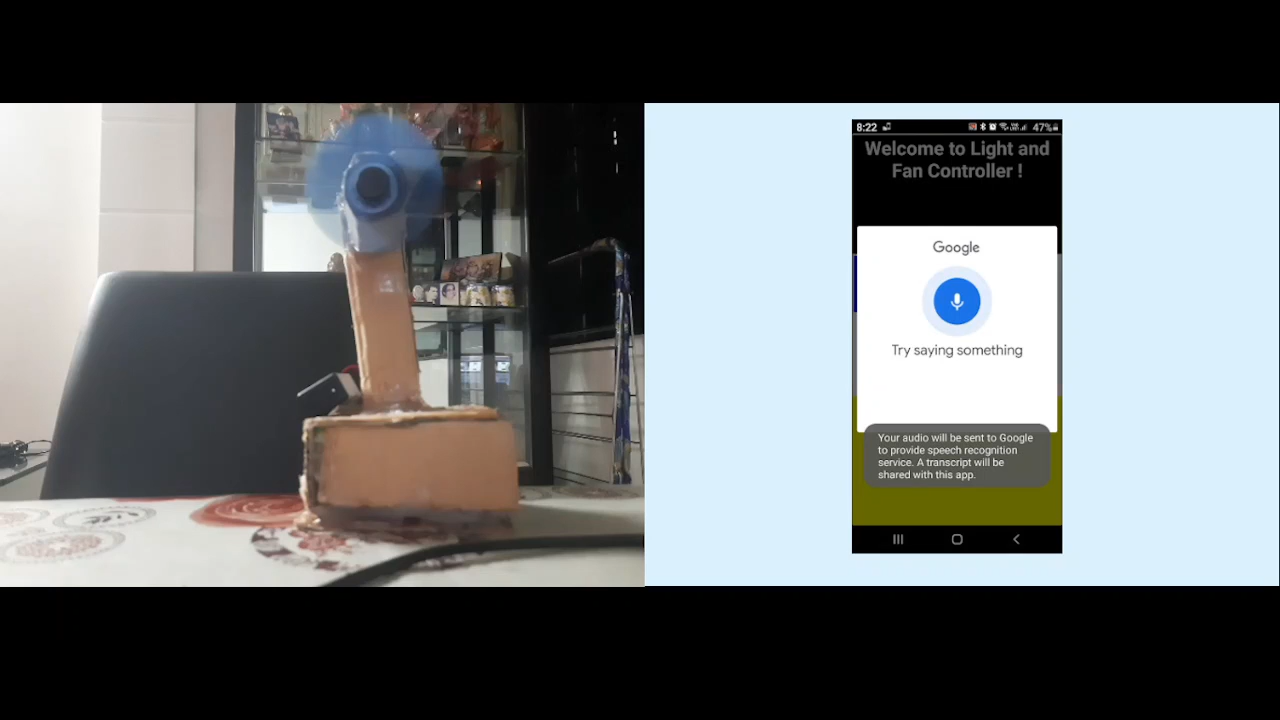 8:22
47%
Welcome to Light and
Fan Controller !
Google
Try saying something
Your audio will be sent to Google
to provide speech recognition
service. A transcript will be
shared with this app.